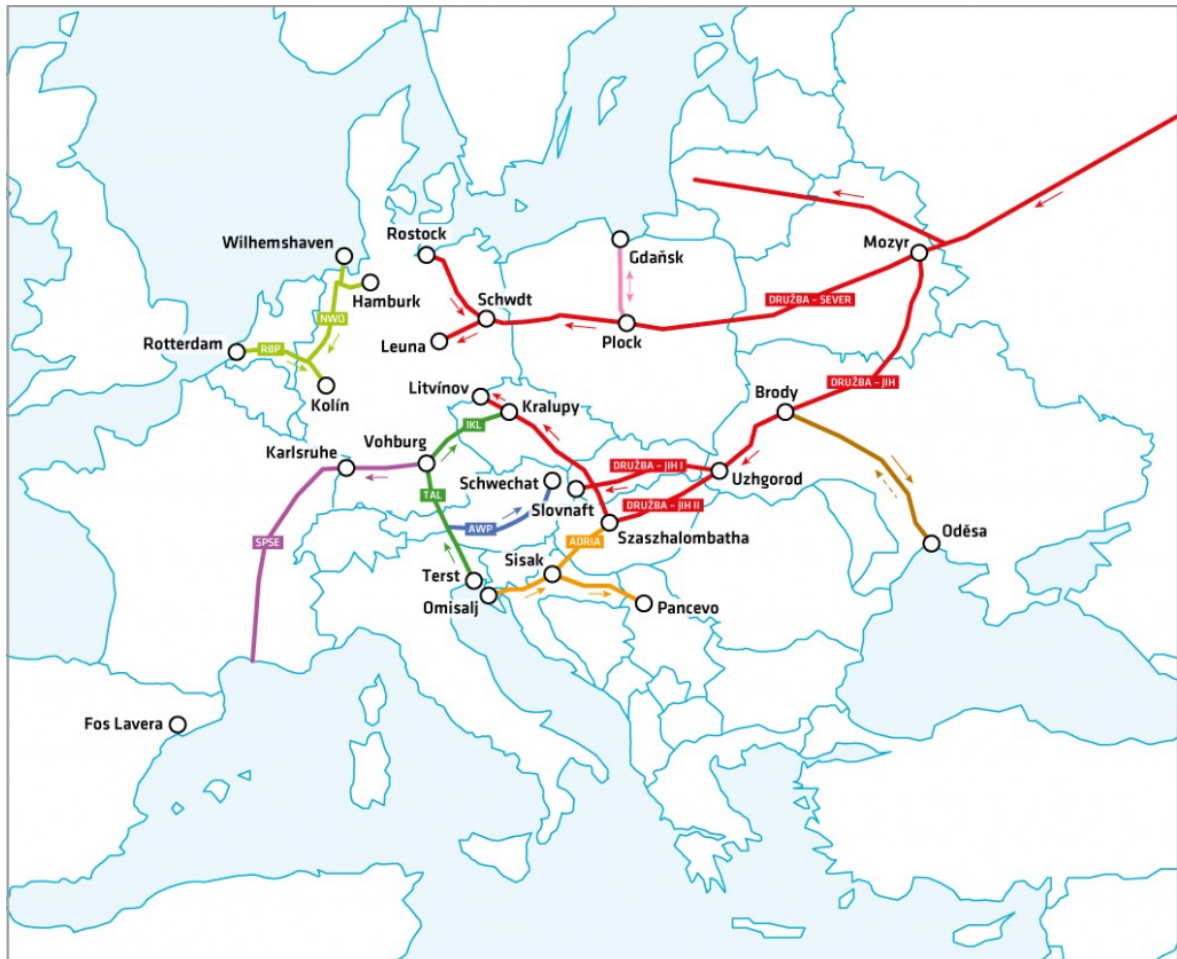 Mozyr
Wilhemshaven
Rostock
Gdaňsk
Hamburk
Schwdt
DRUŽBA – SEVER
NWO
Rotterdam
RBP
Leuna
Plock
Kolín
Litvínov
Kralupy
Brody
DRUŽBA – JIH
IKL
Karlsruhe
Vohburg
Schwechat
DRUŽBA – JIH I
Uzhgorod
TAL
Slovnaft
DRUŽBA – JIH II
AWP
Szaszhalombatha
SPSE
ADRIA
Oděsa
Terst
Sisak
Omisalj
Pancevo
Fos Lavera